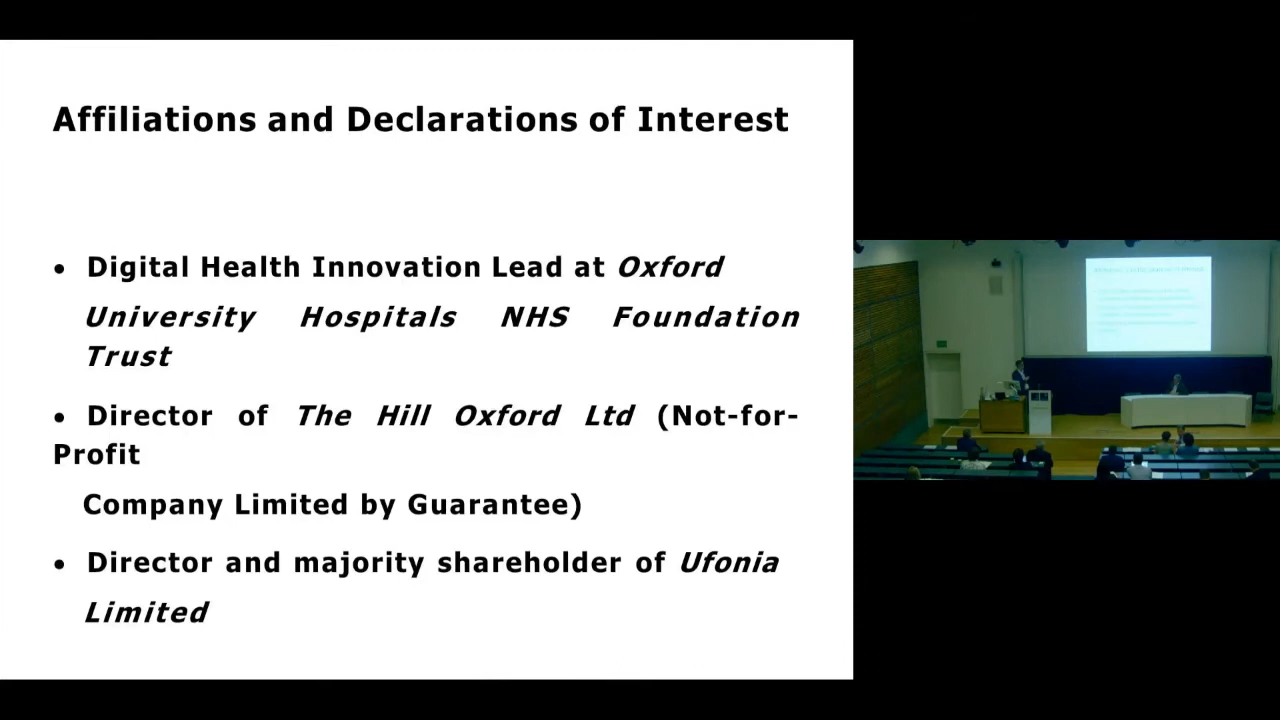 Affiliations and Declarations of Interest
• Digital Health Innovation Lead at Oxford
University Hospitals NHS Foundation
Trust
• Director of The Hill Oxford Ltd (Not-for-
Profit
Company Limited by Guarantee)
• Director and majority shareholder of Ufonia
Limited